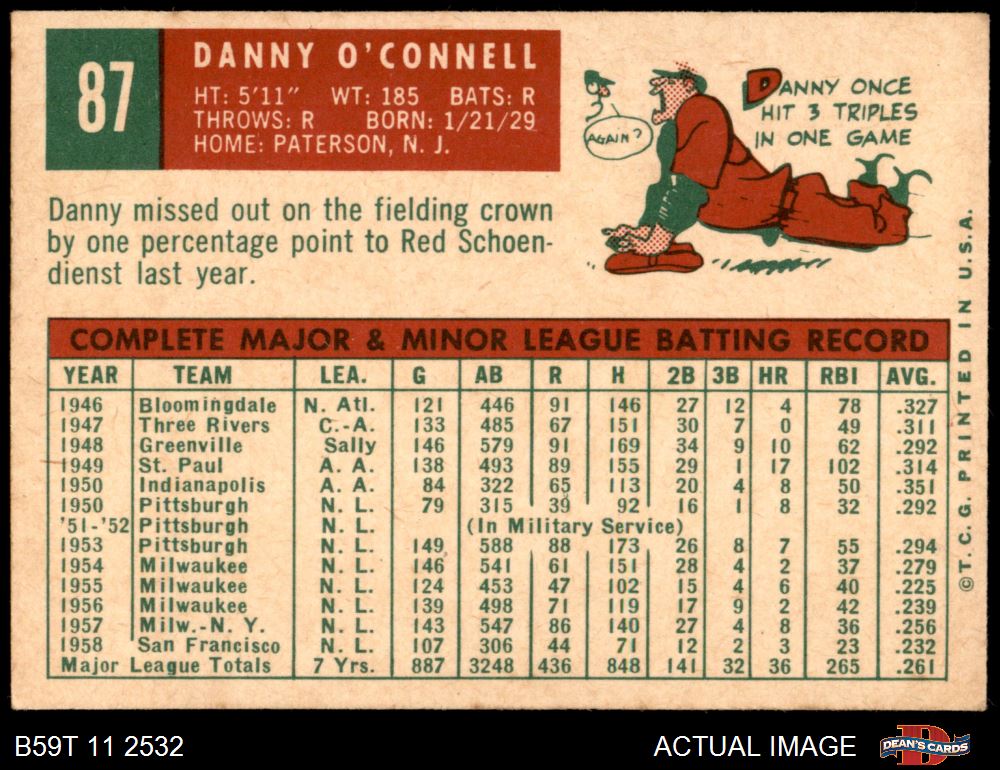 87
DANNY O'CONNELL
HT: 5'11" WT: 185 BATS: R
THROWS: R BORN: 1/21/29
HOME: PATERSON, N. J.
Danny missed out on the fielding crown
by one percentage point to Red Schoen-
dienst last year.
AGAIN?
DANNY ONCE
HIT 3 TRIPLES
IN ONE GAME
COMPLETE MAJOR & MINOR LEAGUE BATTING RECORD
YEAR TEAM LEA. G AB R H 2B 3B HR RBI AVG.
1946 Bloomingdale N. Atl. 121 446 91 146 27 12 4 78 .327
1947 Three Rivers C.-A. 133 485 67 151 30 7 0 49 .311
1948 Greenville Sally 146 579 91 169 34 9 10 62 .292
1949 St. Paul A. A. 138 493 89 155 29 1 17 102 .314
1950 Indianapolis A. A. 84 322 65 113 20 4 8 50 .351
1950 Pittsburgh N. L. 79 315 39 92 16 1 8 32 .292
'51-'52 Pittsburgh N. L. (In Military Service)
1953 Pittsburgh N. L. 149 588 88 173 26 8 7 55 .294
1954 Milwaukee N. L. 146 541 61 151 28 4 2 37 .279
1955 Milwaukee N. L. 124 453 47 102 15 4 6 40 .225
1956 Milwaukee N. L. 139 498 71 119 17 9 2 42 .239
1957 Milw.-N. Y. N. L. 143 547 86 140 27 4 8 36 .256
1958 San Francisco N. L. 107 306 44 71 12 2 3 23 .232
Major League Totals 7 Yrs. 887 3248 436 848 141 32 36 265 .261
©T.C.G. PRINTED IN U.S.A.
B59T 11 2532
ACTUAL IMAGE
D
DEAN'S CARDS